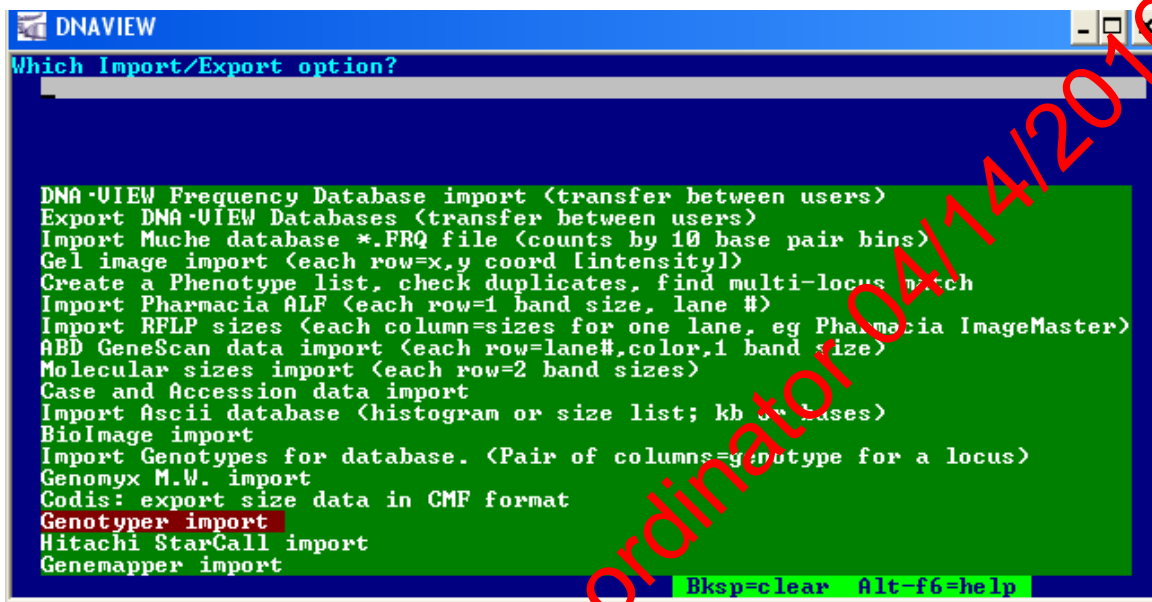 DNAVIEW
Which Import/Export option?
DNA·VIEW Frequency Database import (transfer between users)
Export DNA·VIEW Databases (transfer between users)
Import Muche database *.FRQ file (counts by 10 base pair bins)
Gel image import (each row=x,y coord [intensity])
Create a Phenotype list, check duplicates, find multi-locus match
Import Pharmacia ALF (each row=1 band size, lane #)
Import RFLP sizes (each column=sizes for one lane, eg Pharmacia ImageMaster)
ABD GeneScan data import (each row=lane#,color,1 band size)
Molecular sizes import (each row=2 band sizes)
Case and Accession data import
Import Ascii database (histogram or size list; kb or bases)
BioImage import
Import Genotypes for database. (Pair of columns=genotype for a locus)
Genomyx M.W. import
Codis: export size data in CMF format
Genotyper import
Hitachi StarCall import
Genemapper import
Bksp=clear Alt-f6=help
ordinator 04/14/201